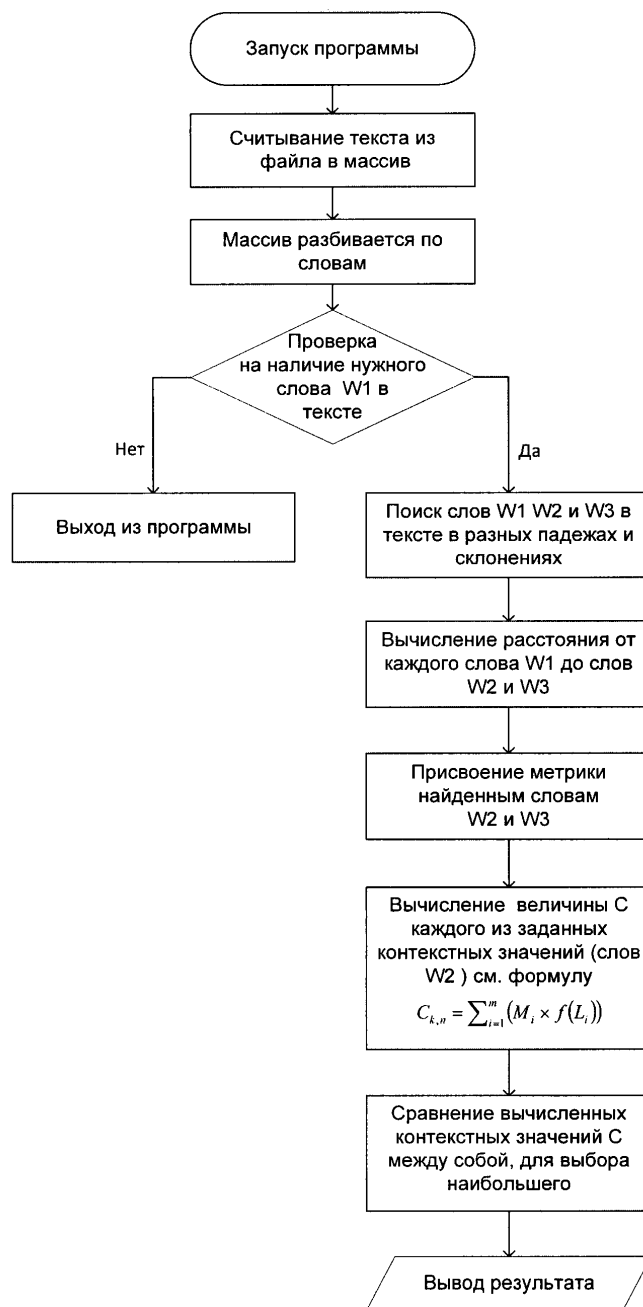 Запуск программы
Считывание текста из
файла в массив
Массив разбивается по
словам
Проверка
на наличие нужного
слова W1 в
тексте
Нет
Да
Выход из программы
Поиск слов W1 W2 и W3 в
тексте в разных падежах и
склонениях
Вычисление расстояния от
каждого слова W1 до слов
W2 и W3
Присвоение метрики
найденным словам
W2 и W3
Вычисление величины С
каждого из заданных
контекстных значений (слов
W2 ) см. формулу
C_{k,n} = ∑_{i=1}^{m}(M_i × f(L_i))
Сравнение вычисленных
контекстных значений С
между собой, для выбора
наибольшего
Вывод результата